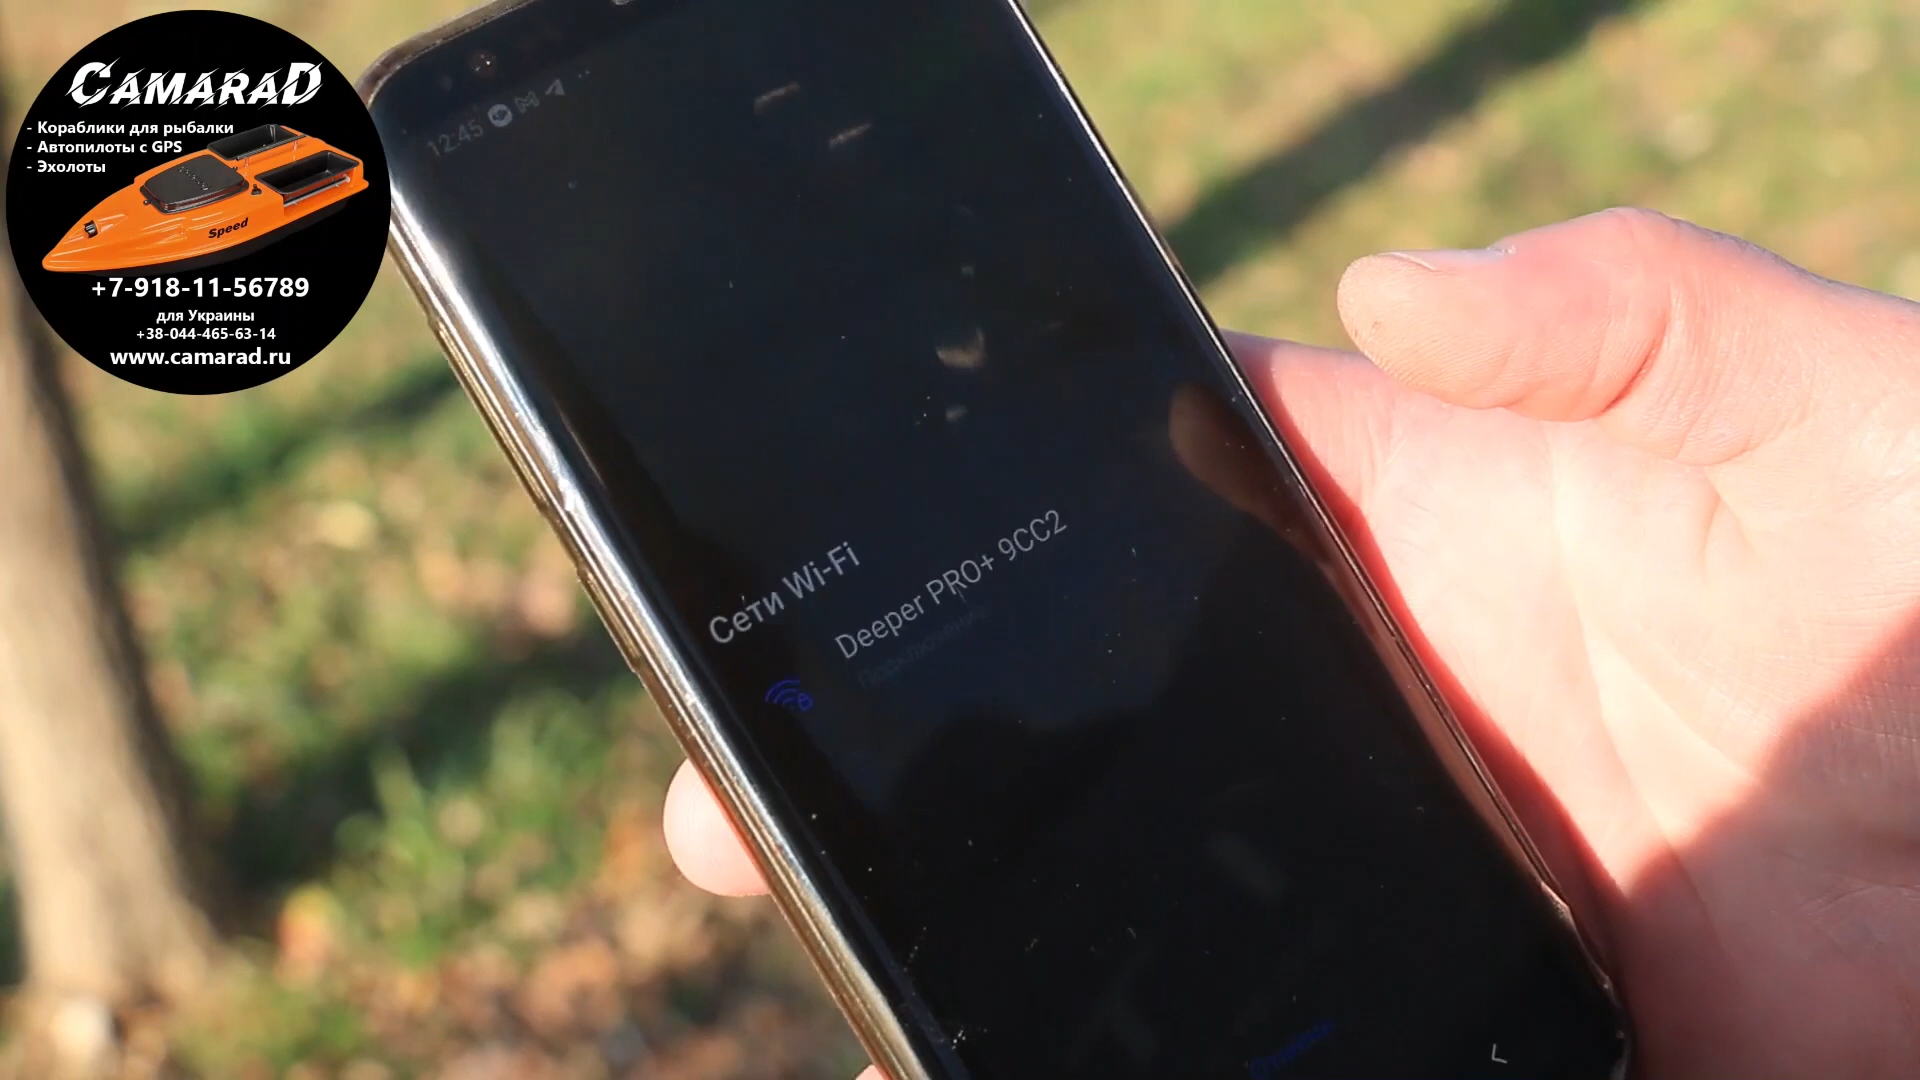 CAMARAD
- Кораблики для рыбалки
- Автопилоты с GPS
- Эхолоты
Speed
+7-918-11-56789
для Украины
+38-044-465-63-14
www.camarad.ru
12:45
Сети Wi-Fi
Deeper PRO+ 9CC2